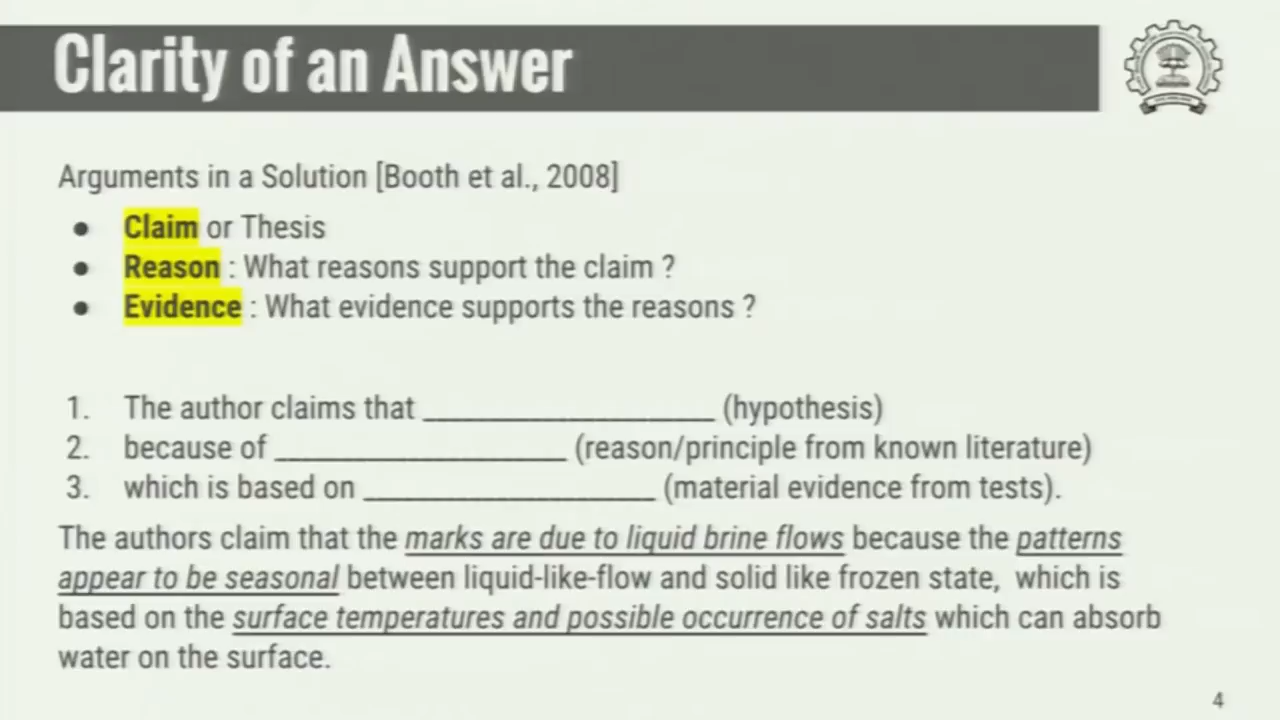 Clarity of an Answer
Arguments in a Solution [Booth et al., 2008]
● Claim or Thesis
● Reason : What reasons support the claim ?
● Evidence : What evidence supports the reasons ?
1. The author claims that ____________________ (hypothesis)
2. because of ____________________ (reason/principle from known literature)
3. which is based on ____________________ (material evidence from tests).
The authors claim that the marks are due to liquid brine flows because the patterns
appear to be seasonal between liquid-like-flow and solid like frozen state, which is
based on the surface temperatures and possible occurrence of salts which can absorb
water on the surface.
4